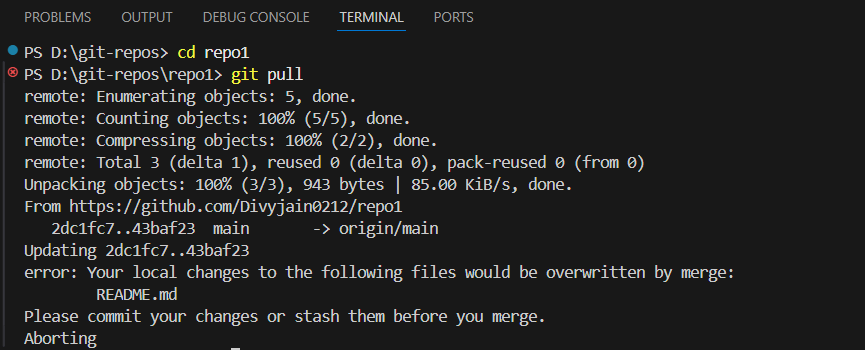 PROBLEMS OUTPUT DEBUG CONSOLE TERMINAL PORTS
PS D:\git-repos> cd repo1
PS D:\git-repos\repo1> git pull
remote: Enumerating objects: 5, done.
remote: Counting objects: 100% (5/5), done.
remote: Compressing objects: 100% (2/2), done.
remote: Total 3 (delta 1), reused 0 (delta 0), pack-reused 0 (from 0)
Unpacking objects: 100% (3/3), 943 bytes | 85.00 KiB/s, done.
From https://github.com/Divyjain0212/repo1
   2dc1fc7..43baf23  main       -> origin/main
Updating 2dc1fc7..43baf23
error: Your local changes to the following files would be overwritten by merge:
        README.md
Please commit your changes or stash them before you merge.
Aborting